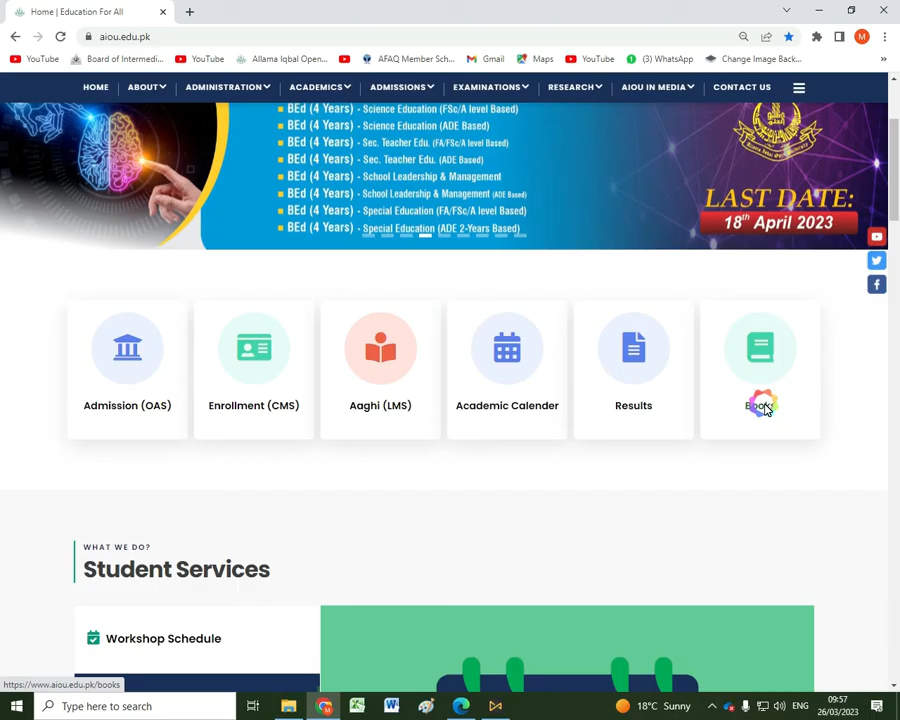 Home | Education For All
aiou.edu.pk
YouTube
Board of Intermedi...
YouTube
Allama Iqbal Open...
AFAQ Member Sch...
Gmail
Maps
YouTube
(3) WhatsApp
Change Image Back...
HOME
ABOUT
ADMINISTRATION
ACADEMICS
ADMISSIONS
EXAMINATIONS
RESEARCH
AIOU IN MEDIA
CONTACT US
BEd (4 Years) - Science Education (FSc/A level Based)
BEd (4 Years) - Science Education (ADE Based)
BEd (4 Years) - Sec. Teacher Edu. (FA/FSc/A level Based)
BEd (4 Years) - Sec. Teacher Edu. (ADE Based)
BEd (4 Years) - School Leadership & Management
BEd (4 Years) - School Leadership & Management (ADE Based)
BEd (4 Years) - Special Education (FA/FSc/A level Based)
BEd (4 Years) - Special Education (ADE 2-Years Based)
LAST DATE:
18th April 2023
Admission (OAS)
Enrollment (CMS)
Aaghi (LMS)
Academic Calender
Results
Books
WHAT WE DO?
Student Services
Workshop Schedule
https://www.aiou.edu.pk/books
Type here to search
18°C Sunny
ENG
09:57
26/03/2023